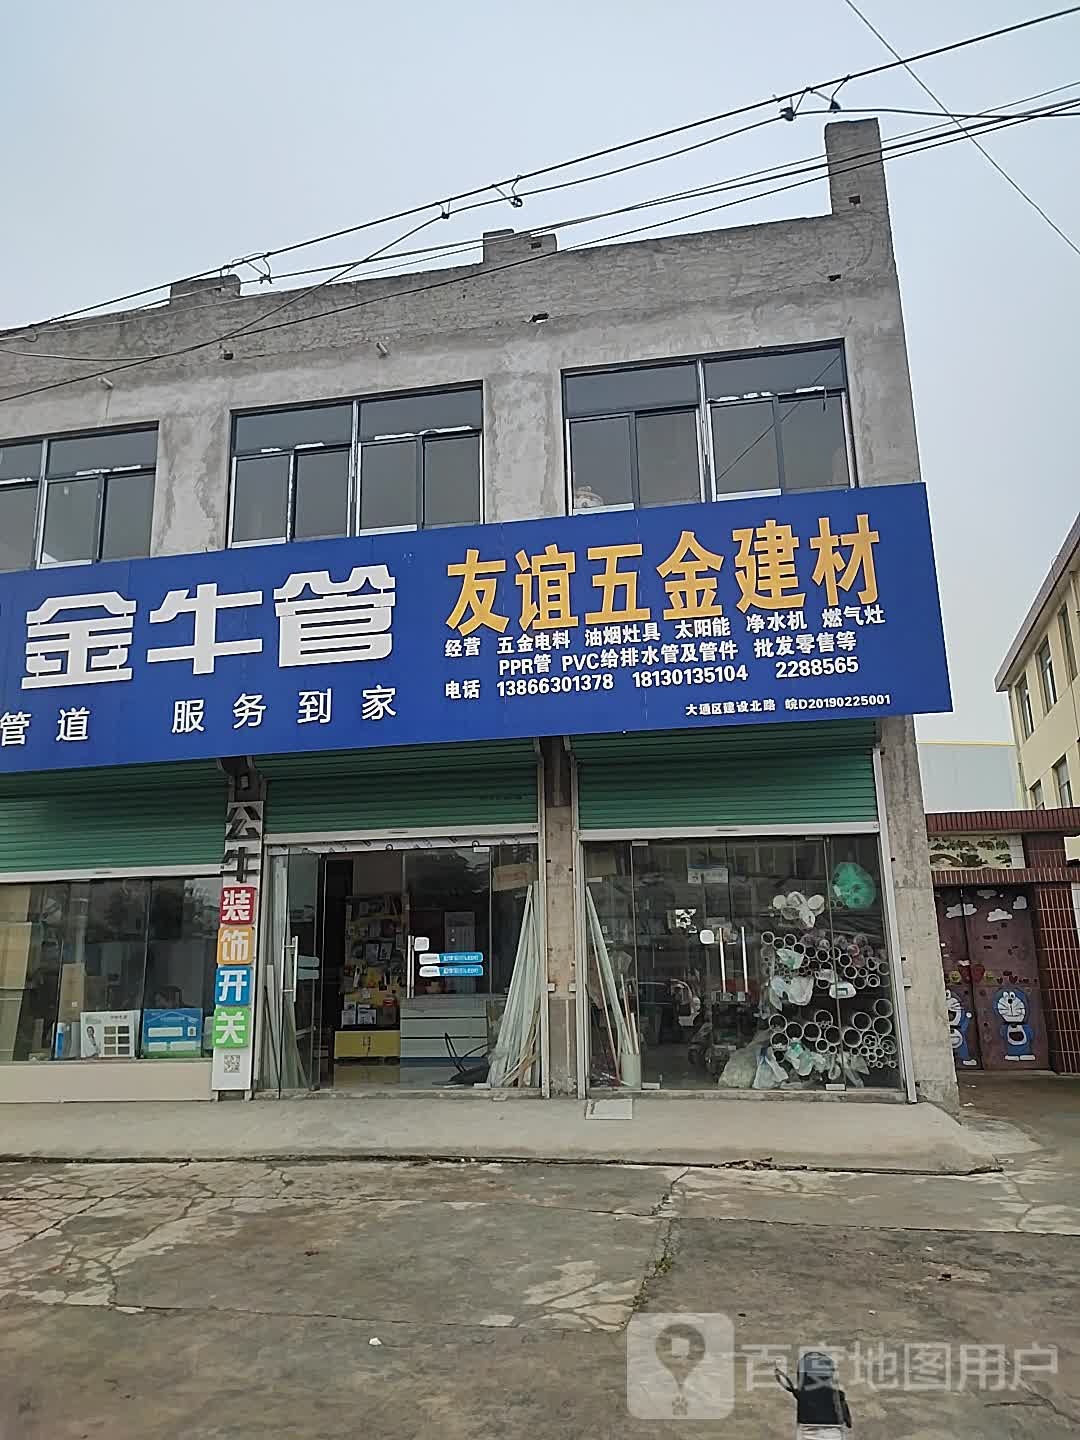 金牛管
管道 服务到家
友谊五金建材
经营 五金电料 油烟灶具 太阳能 净水机 燃气灶
PPR管 PVC给排水管及管件 批发零售等
电话 13866301378 18130135104 2288565
大通区建设北路 皖D20190225001
公牛装饰开关
百度地图用户